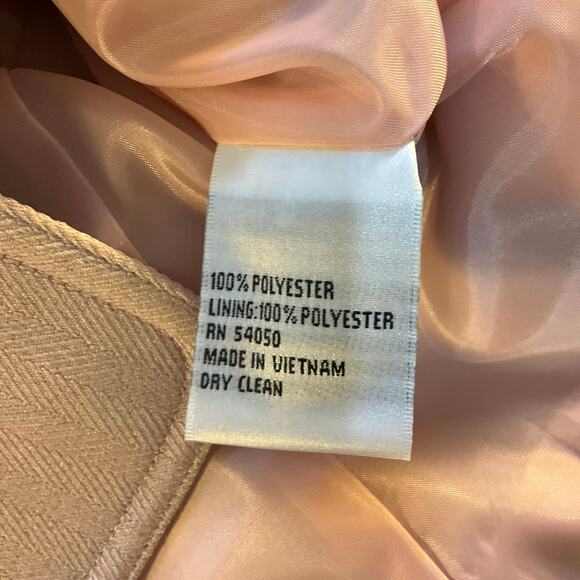 100% POLYESTER
LINING:100% POLYESTER
RN 54050
MADE IN VIETNAM
DRY CLEAN